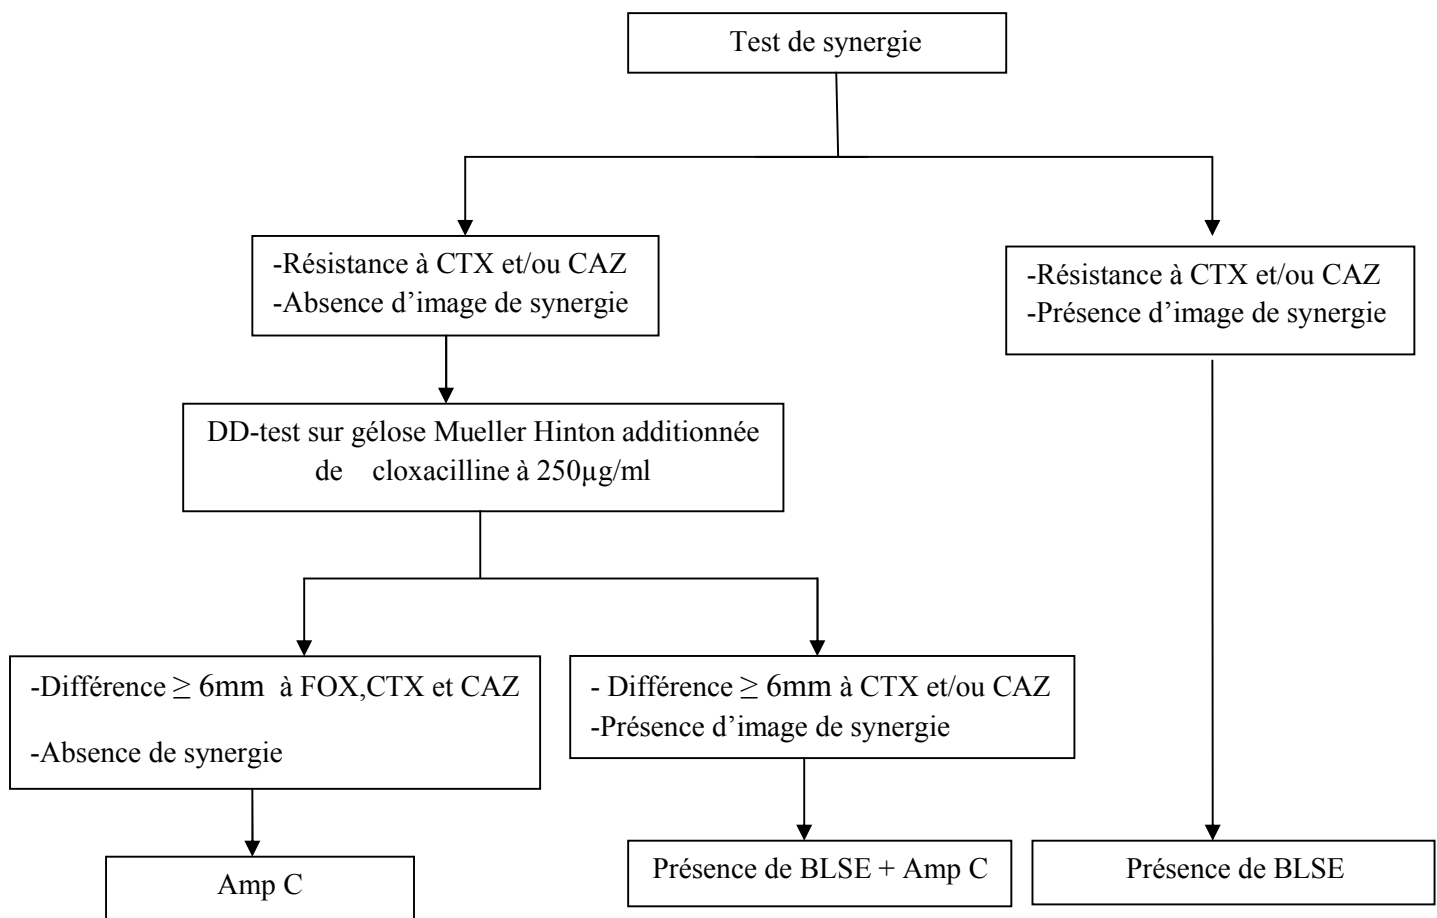 Test de synergie
-Résistance à CTX et/ou CAZ
-Absence d’image de synergie
-Résistance à CTX et/ou CAZ
-Présence d’image de synergie
DD-test sur gélose Mueller Hinton additionnée
de cloxacilline à 250µg/ml
-Différence ≥ 6mm à FOX,CTX et CAZ
-Absence de synergie
- Différence ≥ 6mm à CTX et/ou CAZ
-Présence d’image de synergie
Amp C
Présence de BLSE + Amp C
Présence de BLSE